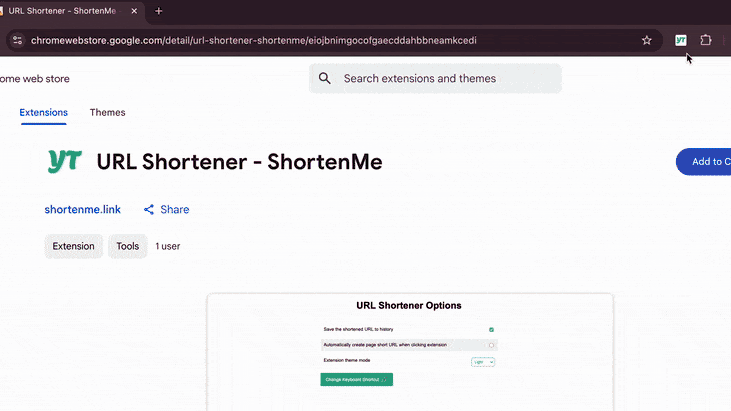 URL Shortener - ShortenMe
chromewebstore.google.com/detail/url-shortener-shortenme/eiojbnimgocofgaecddahbbneamkcedi
YT
ome web store
Search extensions and themes
Extensions
Themes
YT
URL Shortener - ShortenMe
Add to C
shortenme.link
Share
Extension
Tools
1 user
URL Shortener Options
Save the shortened URL to history
Automatically create page short URL when clicking extension
Extension theme mode
Light
Change Keyboard Shortcut